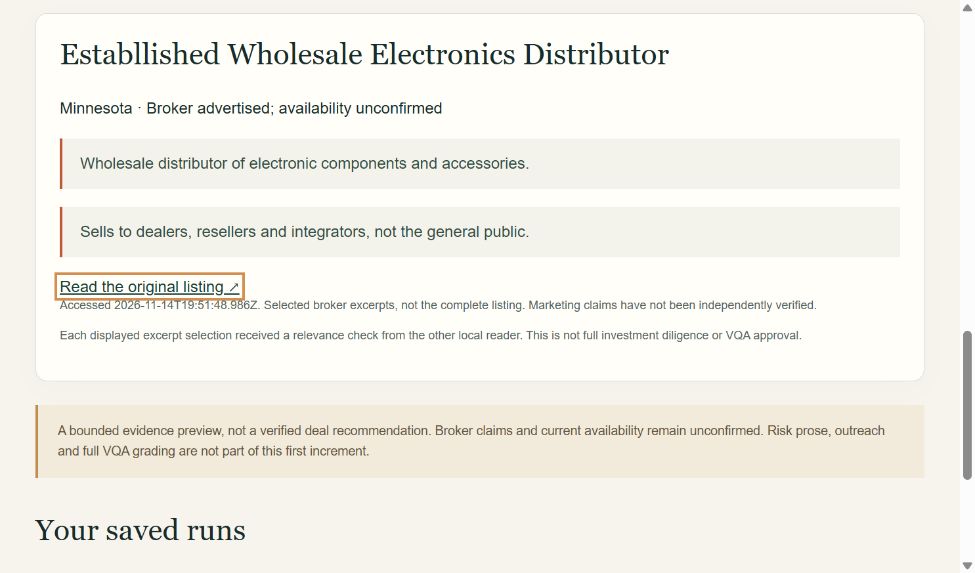 Establlished Wholesale Electronics Distributor
Minnesota · Broker advertised; availability unconfirmed
Wholesale distributor of electronic components and accessories.
Sells to dealers, resellers and integrators, not the general public.
Read the original listing ↗
Accessed 2026-11-14T19:51:48.986Z. Selected broker excerpts, not the complete listing. Marketing claims have not been independently verified.
Each displayed excerpt selection received a relevance check from the other local reader. This is not full investment diligence or VQA approval.
A bounded evidence preview, not a verified deal recommendation. Broker claims and current availability remain unconfirmed. Risk prose, outreach
and full VQA grading are not part of this first increment.
Your saved runs